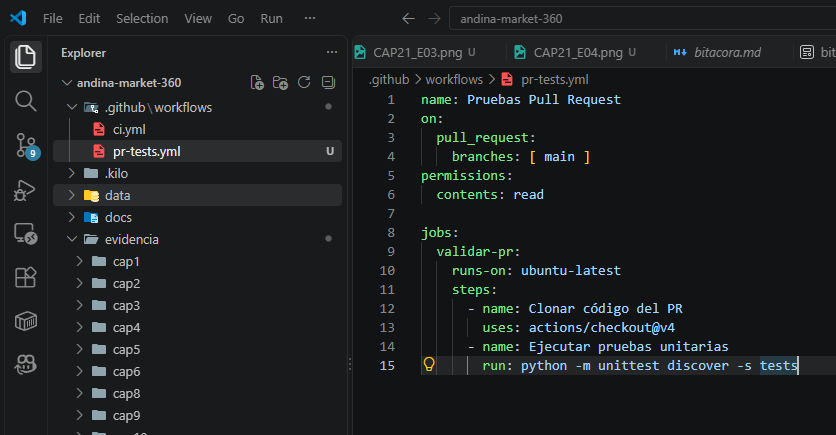 File Edit Selection View Go Run ··· andina-market-360
Explorer ···
CAP21_E03.png U CAP21_E04.png U bitacora.md bit
andina-market-360
.github > workflows > pr-tests.yml
.github\workflows
ci.yml
pr-tests.yml U
.kilo
data
docs
evidencia
cap1
cap2
cap3
cap4
cap5
cap6
cap8
cap9
9
1 name: Pruebas Pull Request
2 on:
3 pull_request:
4 branches: [ main ]
5 permissions:
6 contents: read
7
8 jobs:
9 validar-pr:
10 runs-on: ubuntu-latest
11 steps:
12 - name: Clonar código del PR
13 uses: actions/checkout@v4
14 - name: Ejecutar pruebas unitarias
15 run: python -m unittest discover -s tests